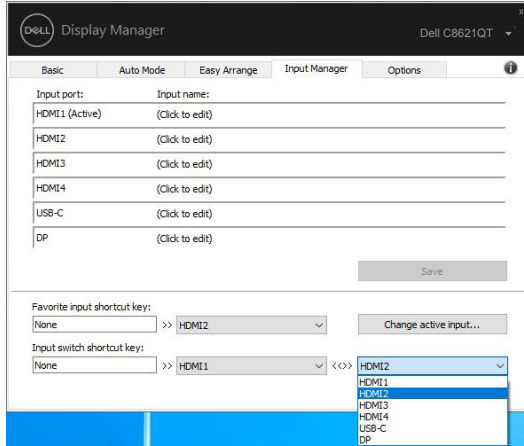 DELL Display Manager
Dell C8621QT
Basic Auto Mode Easy Arrange Input Manager Options
Input port: Input name:
HDMI1 (Active) (Click to edit)
HDMI2 (Click to edit)
HDMI3 (Click to edit)
HDMI4 (Click to edit)
USB-C (Click to edit)
DP (Click to edit)
Save
Favorite input shortcut key:
None >> HDMI2 Change active input...
Input switch shortcut key:
None >> HDMI1 <<>> HDMI2
HDMI1
HDMI2
HDMI3
HDMI4
USB-C
DP